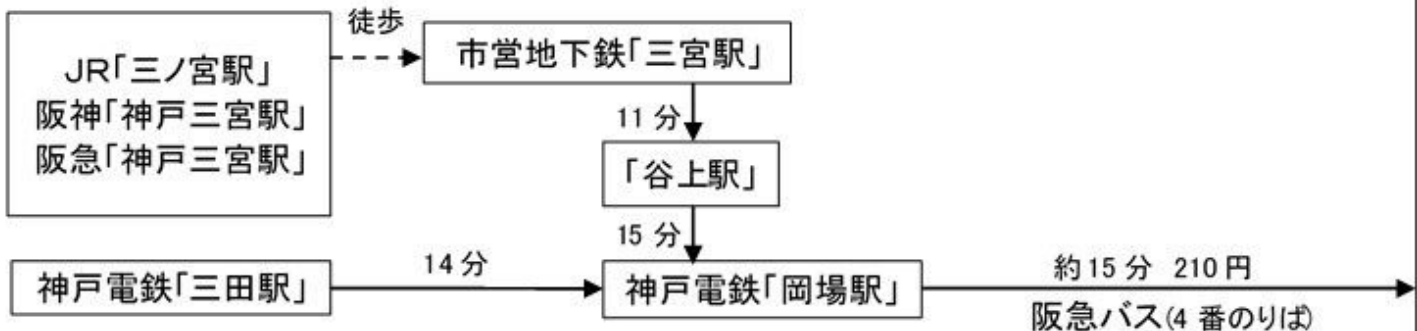 徒歩
JR「三ノ宮駅」
阪神「神戸三宮駅」
阪急「神戸三宮駅」
市営地下鉄「三宮駅」
11 分
「谷上駅」
15 分
神戸電鉄「三田駅」
14 分
神戸電鉄「岡場駅」
約 15 分 210 円
阪急バス(4 番のりば)